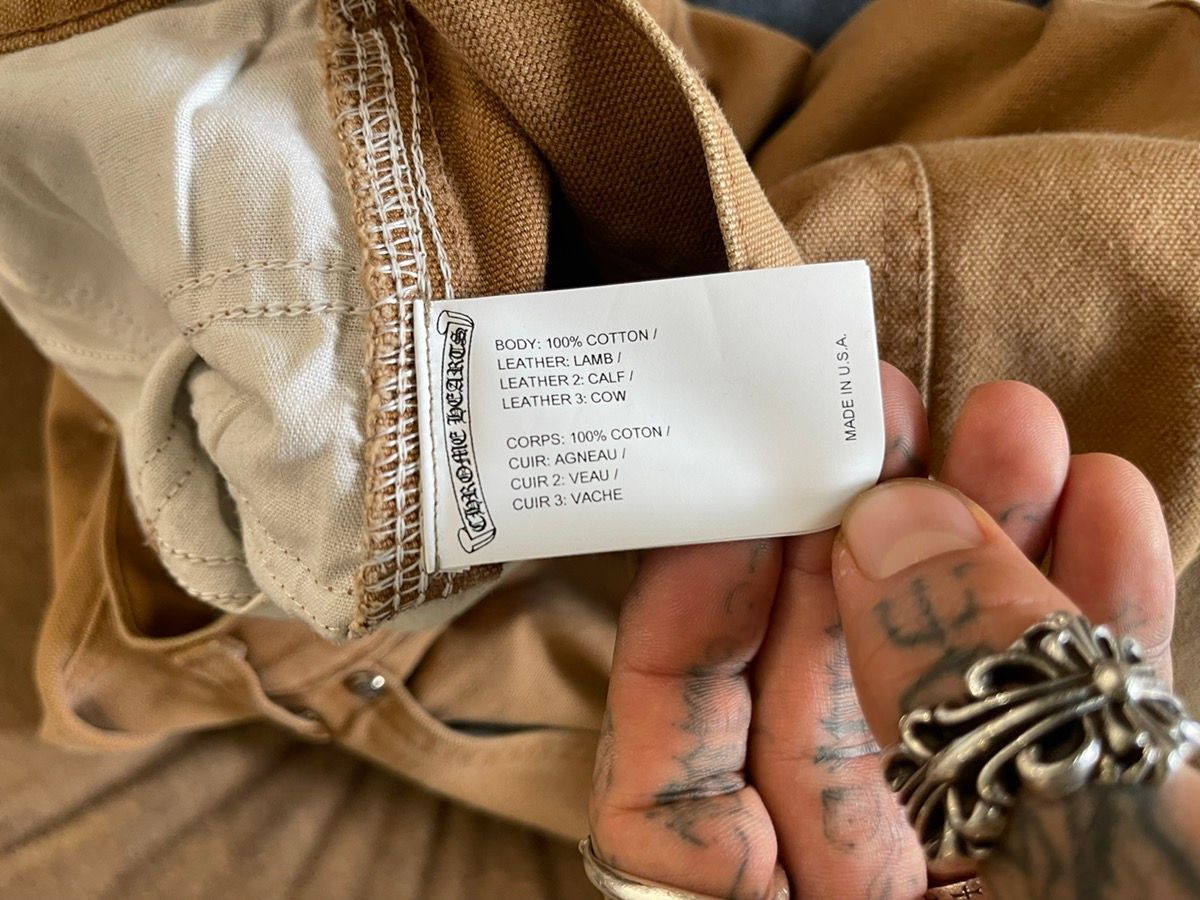 CHROME HEARTS
BODY: 100% COTTON /
LEATHER: LAMB /
LEATHER 2: CALF /
LEATHER 3: COW
CORPS: 100% COTON /
CUIR: AGNEAU /
CUIR 2: VEAU /
CUIR 3: VACHE
MADE IN U.S.A.